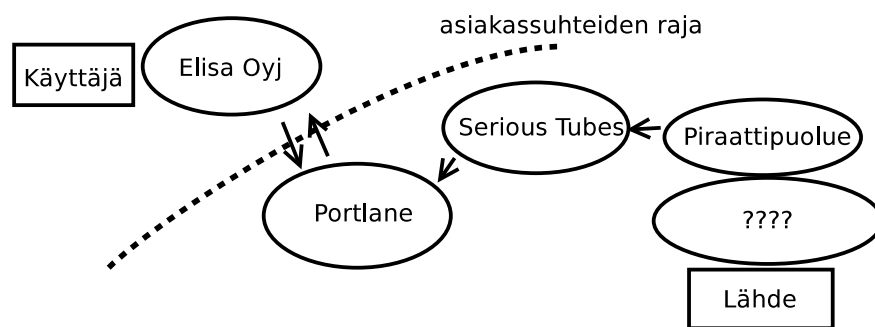 asiakassuhteiden raja
Käyttäjä
Elisa Oyj
Serious Tubes
Piraattipuolue
Portlane
????
Lähde